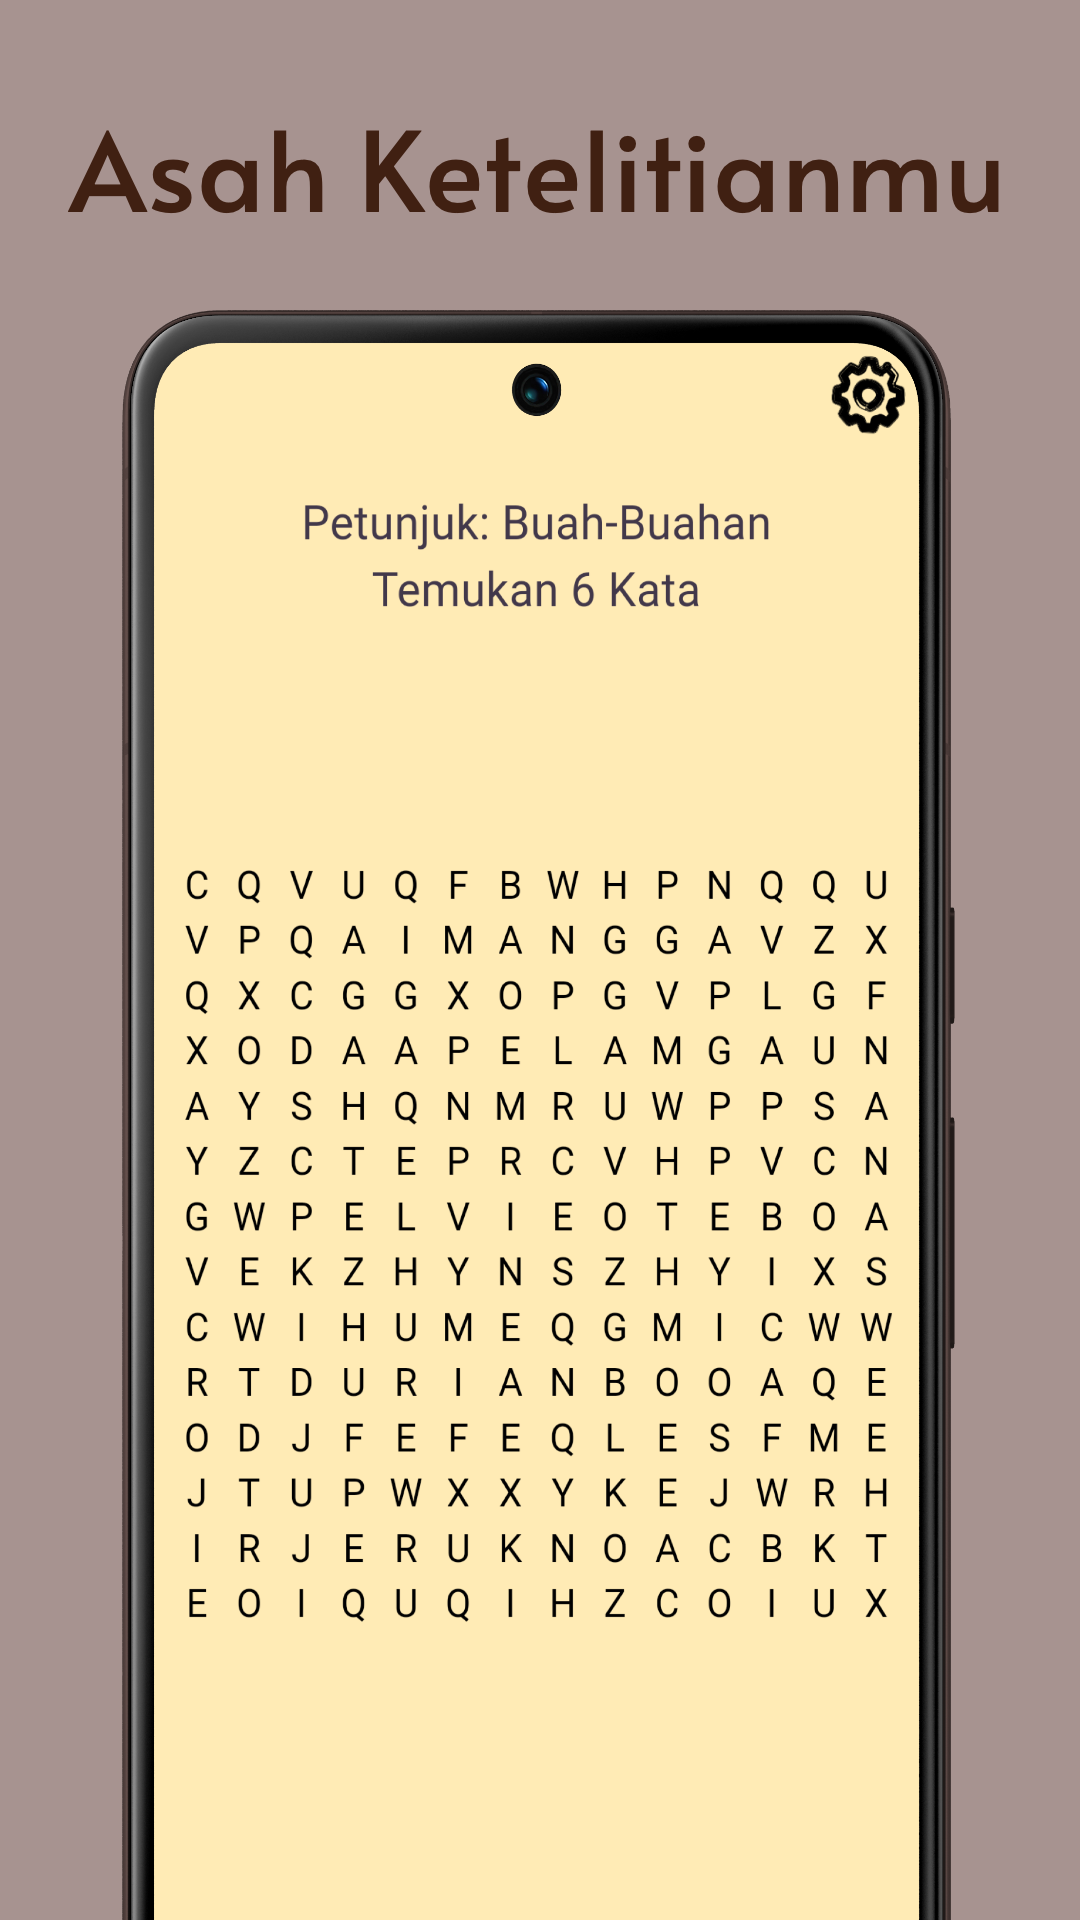 Asah Ketelitianmu
Petunjuk: Buah-Buahan
Temukan 6 Kata
C Q V U Q F B W H P N Q Q U
V P Q A I M A N G G A V Z X
Q X C G G X O P G V P L G F
X O D A A P E L A M G A U N
A Y S H Q N M R U W P P S A
Y Z C T E P R C V H P V C N
G W P E L V I E O T E B O A
V E K Z H Y N S Z H Y I X S
C W I H U M E Q G M I C W W
R T D U R I A N B O O A Q E
O D J F E F E Q L E S F M E
J T U P W X X Y K E J W R H
I R J E R U K N O A C B K T
E O I Q U Q I H Z C O I U X